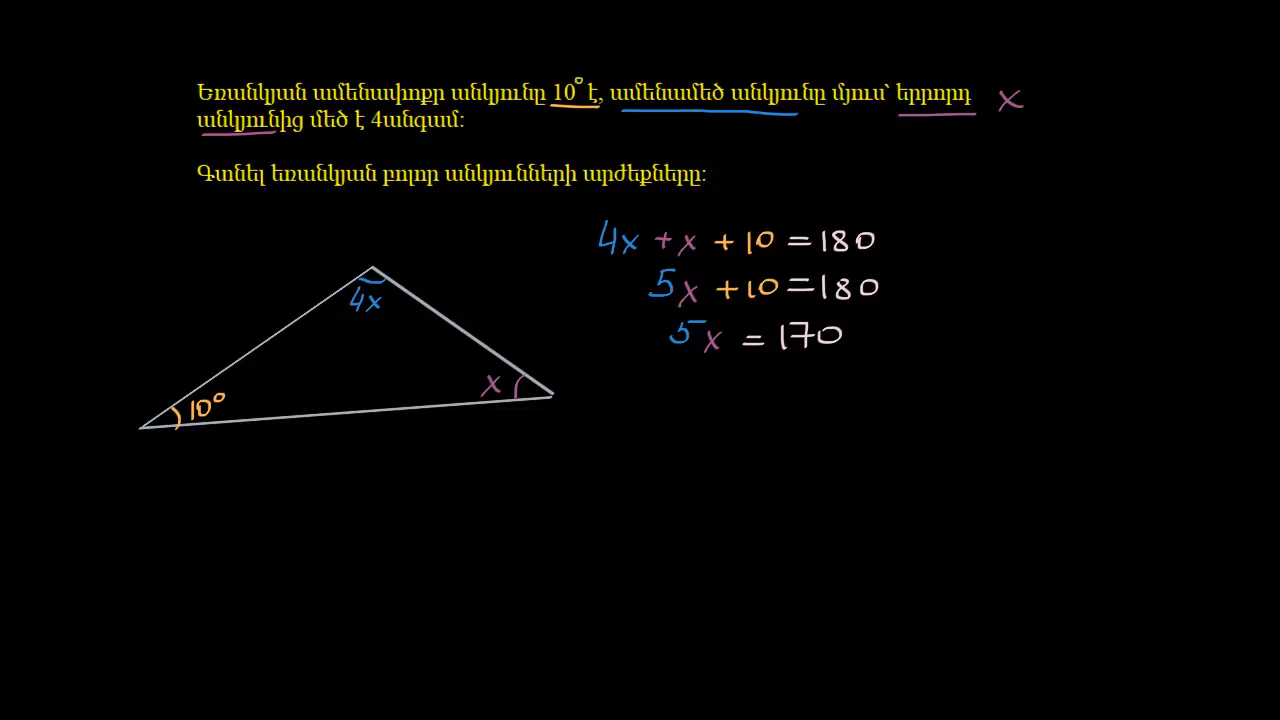 Եռանկյան ամենափոքր անկյունը 10° է, ամենամեծ անկյունը մյուս՝ երրորդ x
անկյունից մեծ է 4անգամ:
Գտնել եռանկյան բոլոր անկյունների արժեքները:
4x + x + 10 = 180
5x + 10 = 180
5x = 170
4x
x
10°